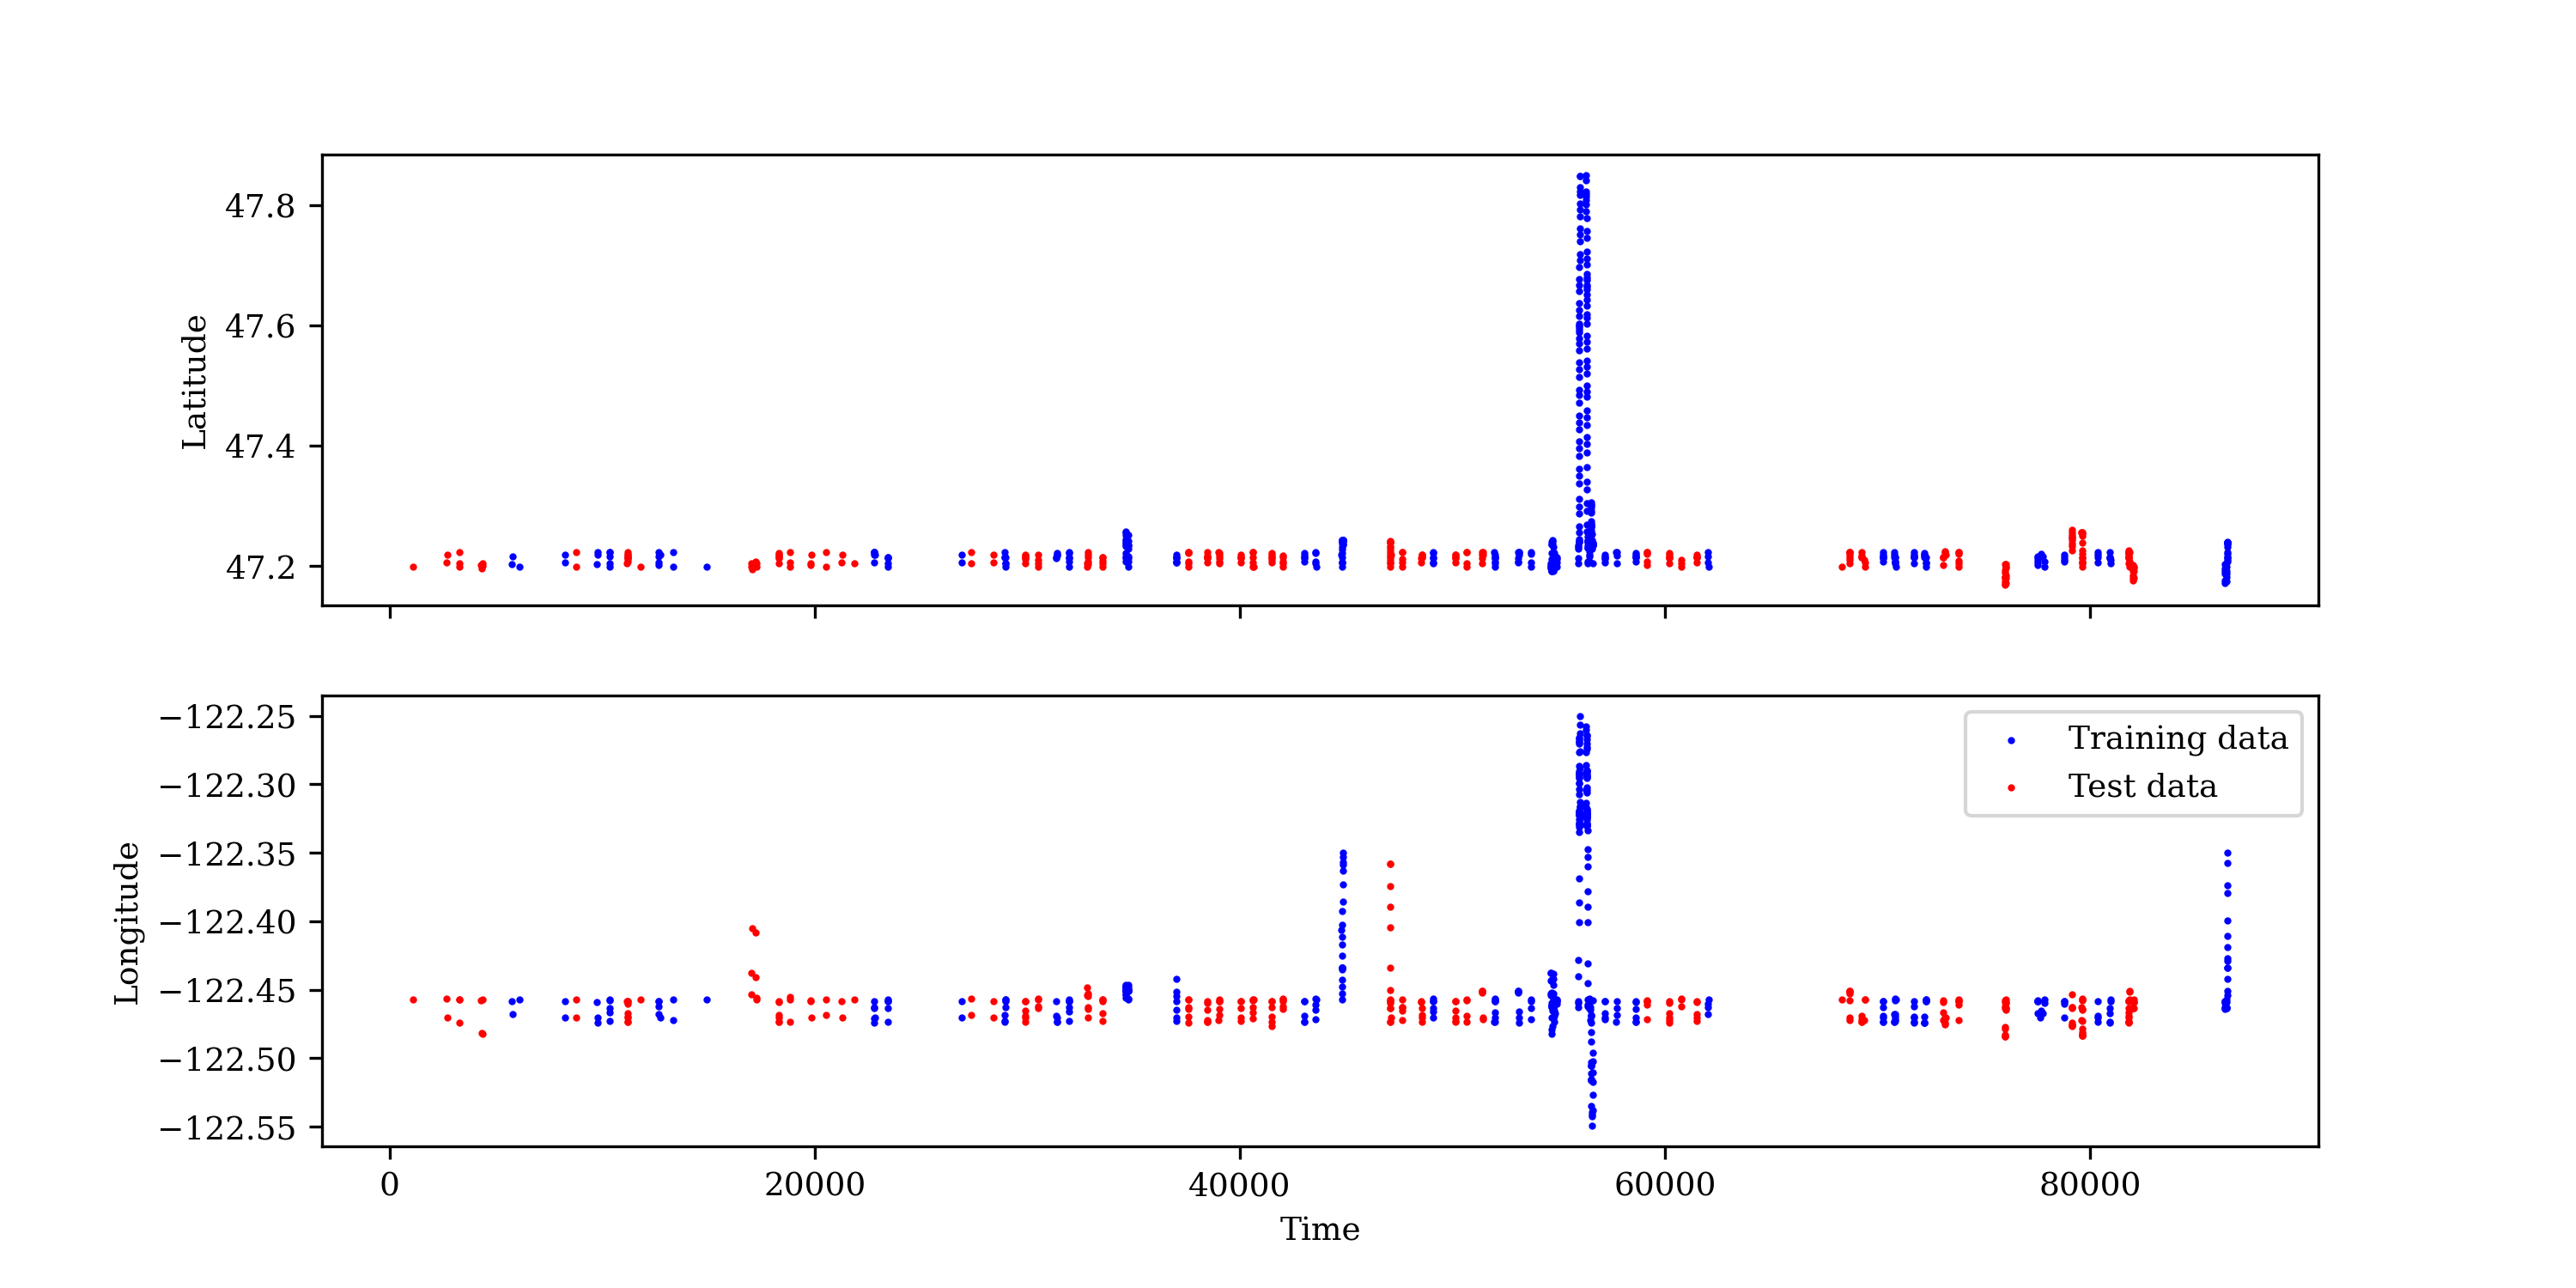 47.8
47.6
47.4
47.2
Latitude
−122.25
−122.30
−122.35
−122.40
−122.45
−122.50
−122.55
Longitude
Training data
Test data
0 20000 40000 60000 80000
Time